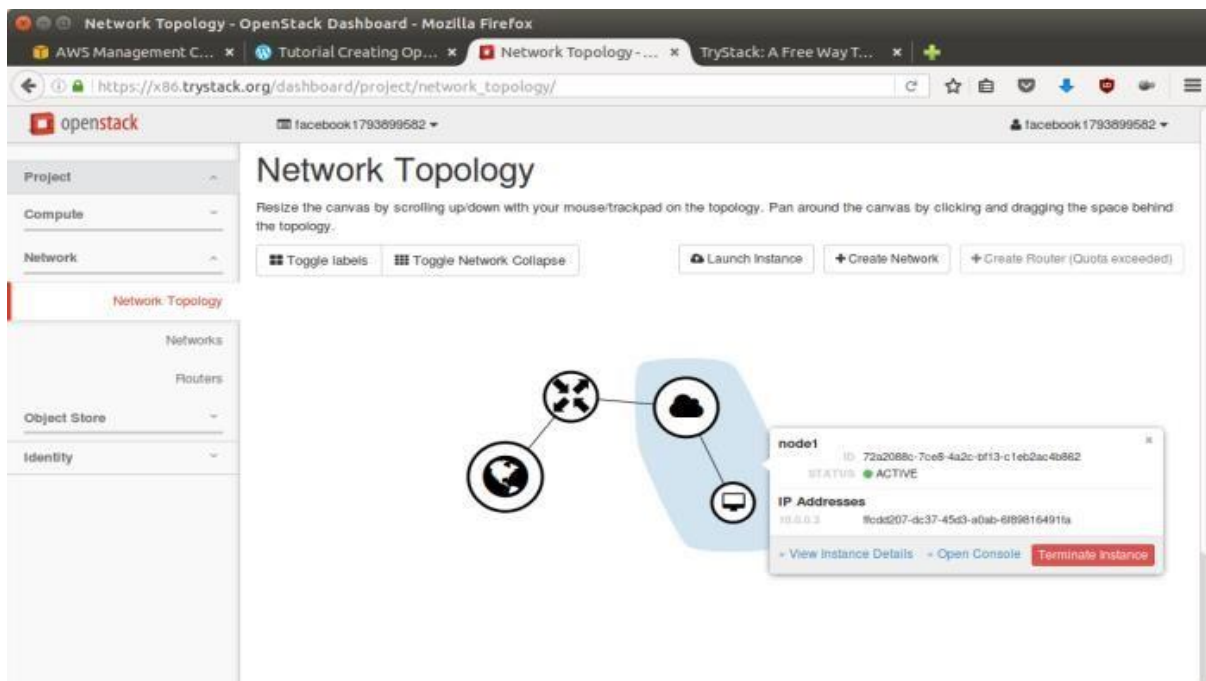 Network Topology - OpenStack Dashboard - Mozilla Firefox
AWS Management C... × Tutorial Creating Op... × Network Topology - ... × TryStack: A Free Way T... ×
https://x86.trystack.org/dashboard/project/network_topology/
openstack facebook1793899582 facebook1793899582
Project
Compute
Network
Network Topology
Networks
Routers
Object Store
Identity
Network Topology
Resize the canvas by scrolling up/down with your mouse/trackpad on the topology. Pan around the canvas by clicking and dragging the space behind
the topology.
Toggle labels Toggle Network Collapse Launch Instance +Create Network +Create Router (Quota exceeded)
node1 ×
ID 72a2088c-7ce8-4a2c-bf13-c1eb2ac4b862
STATUS ACTIVE
IP Addresses
10.0.0.3 ffcdd207-dc37-45d3-a0ab-6f89816491fa
» View Instance Details » Open Console Terminate Instance